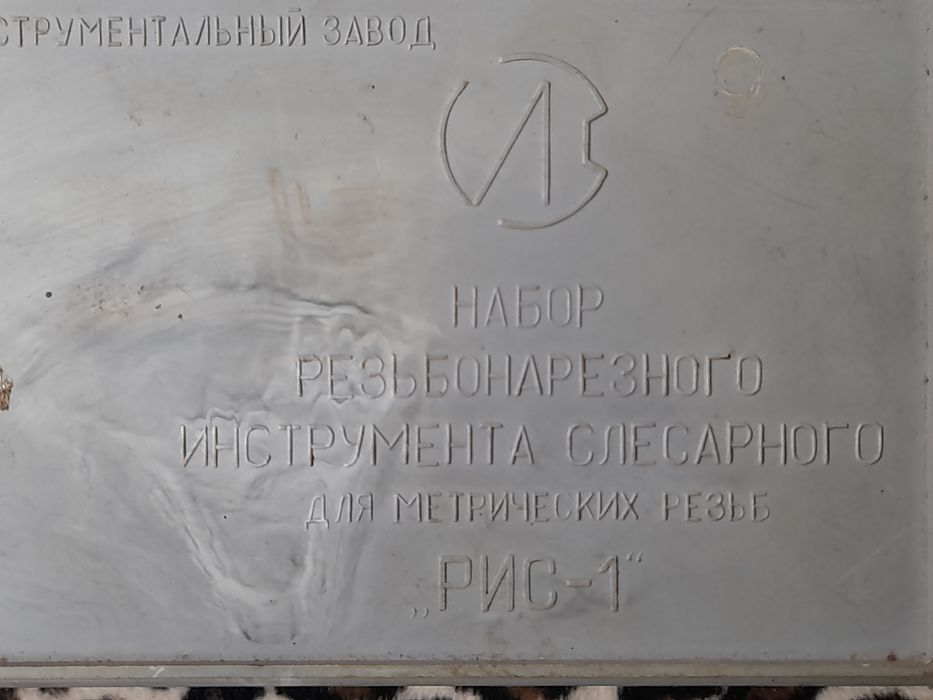 СТРУМЕНТАЛЬНЫЙ ЗАВОД
НАБОР
РЕЗЬБОНАРЕЗНОГО
ИНСТРУМЕНТА СЛЕСАРНОГО
ДЛЯ МЕТРИЧЕСКИХ РЕЗЬБ
„РИС-1“